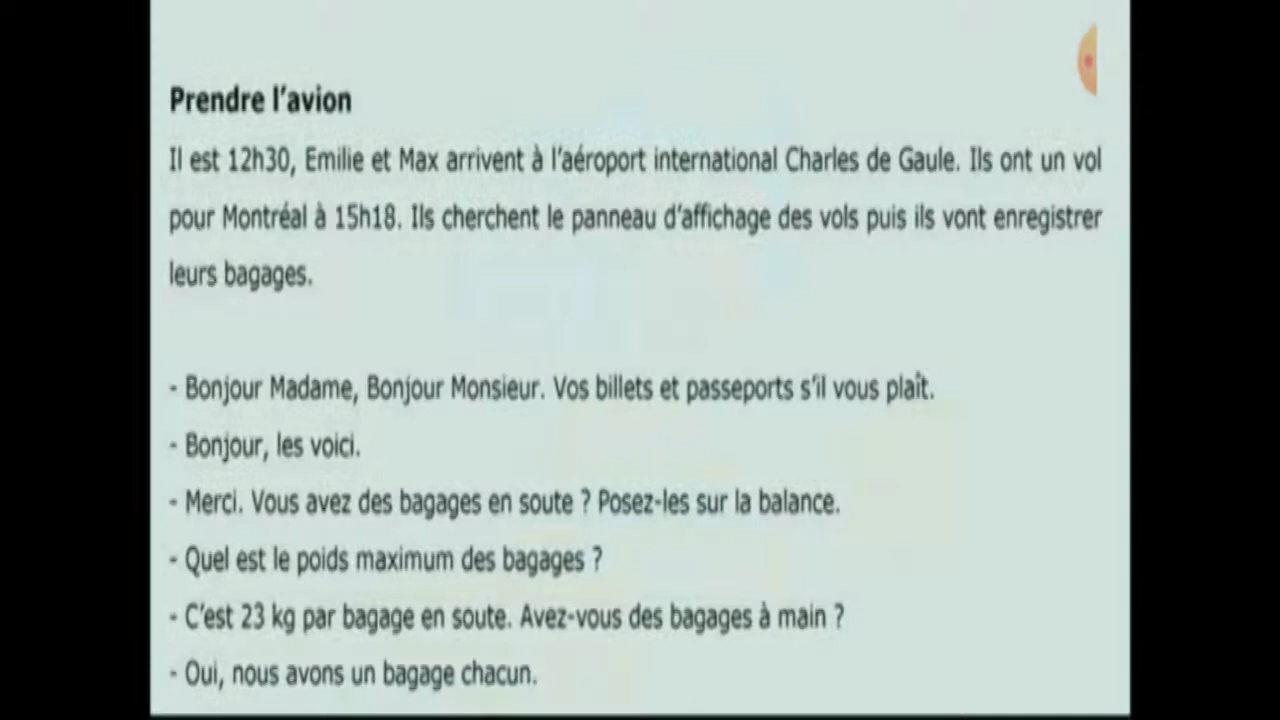 Prendre l'avion
Il est 12h30, Emilie et Max arrivent à l'aéroport international Charles de Gaule. Ils ont un vol
pour Montréal à 15h18. Ils cherchent le panneau d'affichage des vols puis ils vont enregistrer
leurs bagages.
- Bonjour Madame, Bonjour Monsieur. Vos billets et passeports s'il vous plaît.
- Bonjour, les voici.
- Merci. Vous avez des bagages en soute ? Posez-les sur la balance.
- Quel est le poids maximum des bagages ?
- C'est 23 kg par bagage en soute. Avez-vous des bagages à main ?
- Oui, nous avons un bagage chacun.